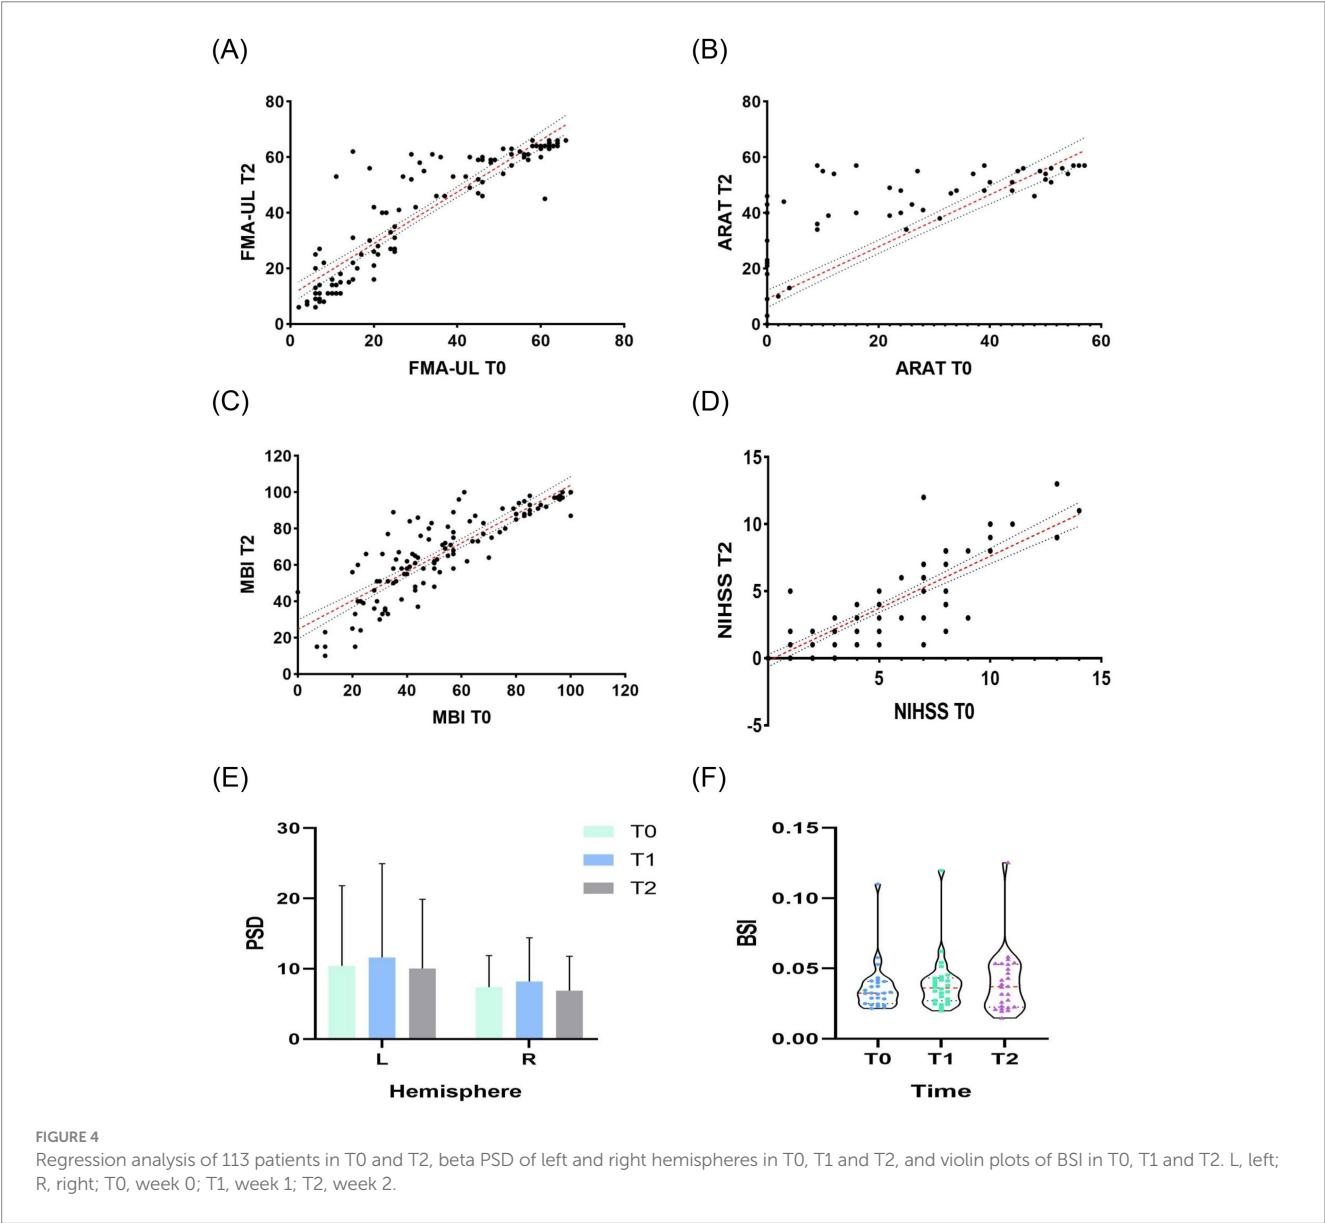 (A)
(B)
80
60
40
20
0
0 20 40 60 80
FMA-UL T2
FMA-UL T0
80
60
40
20
0
0 20 40 60
ARAT T2
ARAT T0
(C)
(D)
120
100
80
60
40
20
0
0 20 40 60 80 100 120
MBI T2
MBI T0
15
10
5
0
-5
5 10 15
NIHSS T2
NIHSS T0
(E)
(F)
30
20
10
0
PSD
L R
Hemisphere
T0
T1
T2
0.15
0.10
0.05
0.00
BSI
T0 T1 T2
Time
FIGURE 4
Regression analysis of 113 patients in T0 and T2, beta PSD of left and right hemispheres in T0, T1 and T2, and violin plots of BSI in T0, T1 and T2. L, left;
R, right; T0, week 0; T1, week 1; T2, week 2.